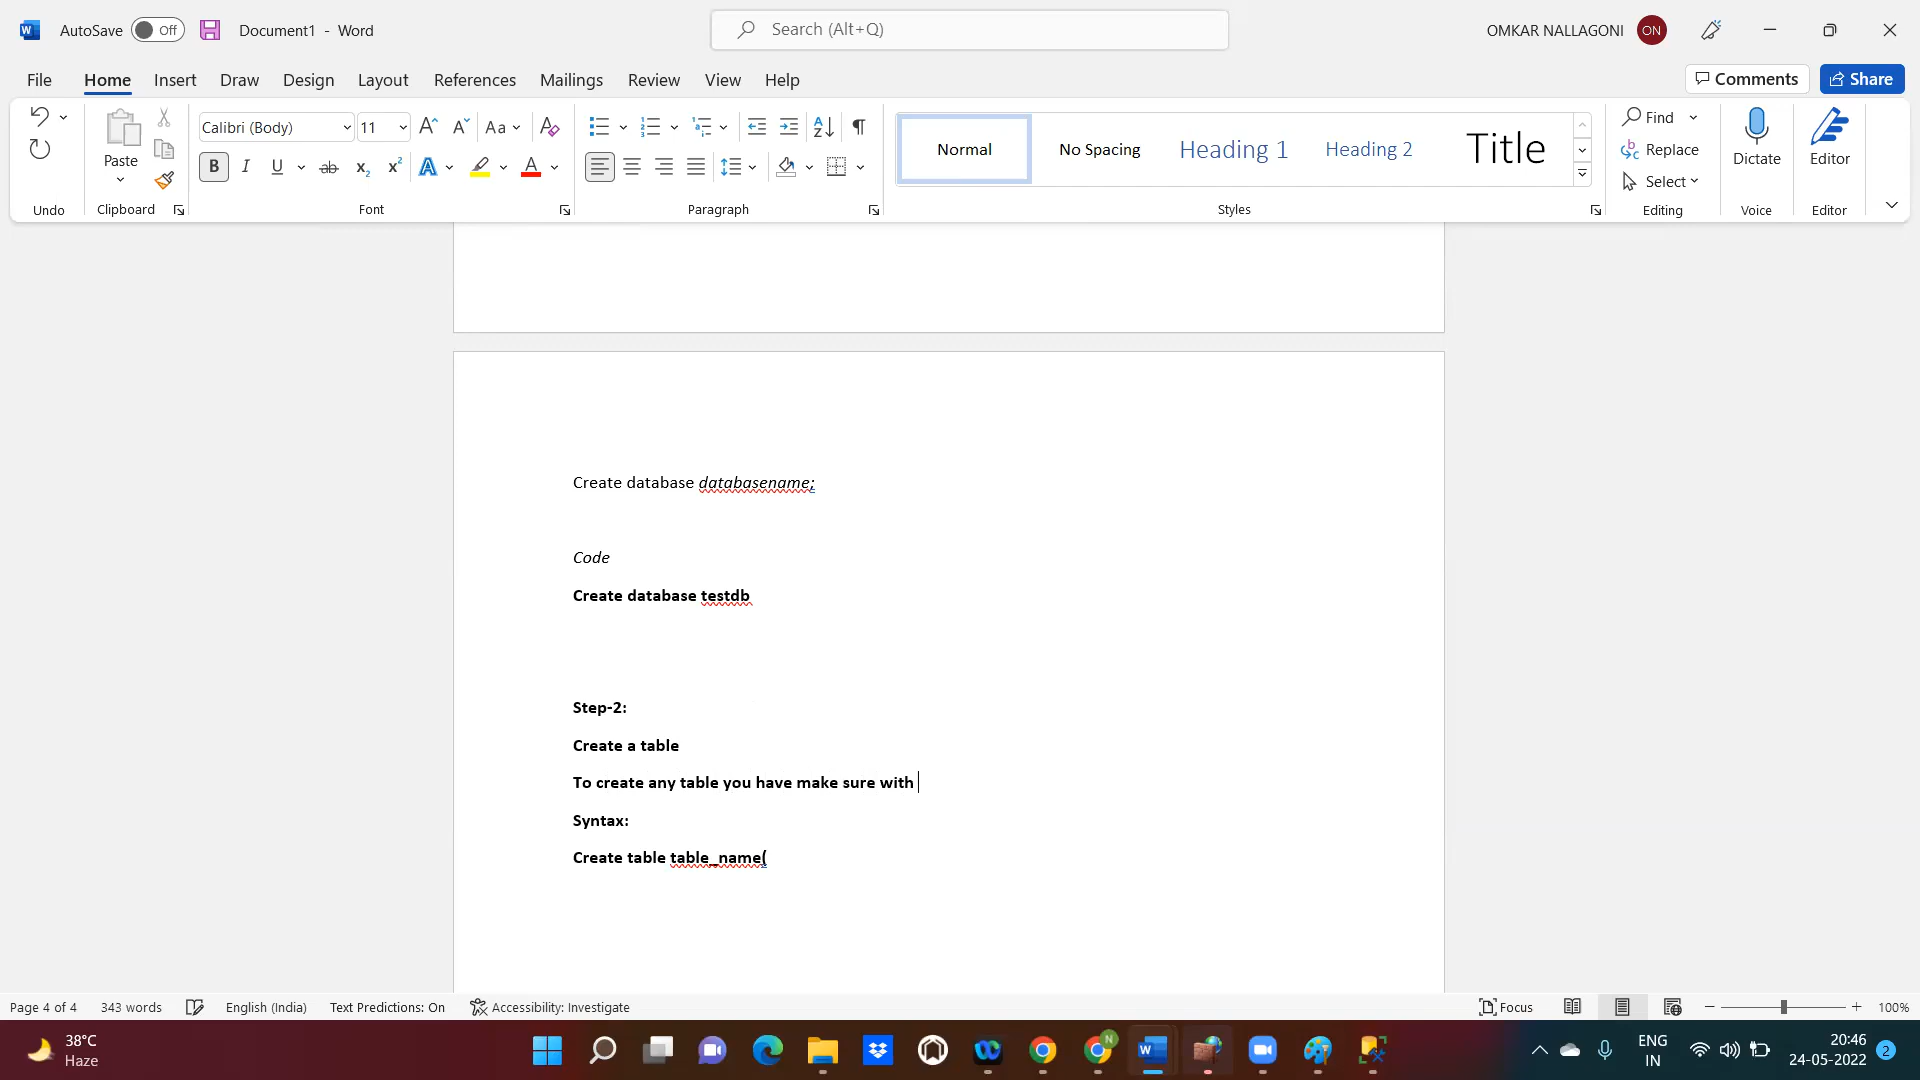 AutoSave Off Document1 - Word Search (Alt+Q) OMKAR NALLAGONI ON
File Home Insert Draw Design Layout References Mailings Review View Help Comments Share
Paste Calibri (Body) 11 Aa Normal No Spacing Heading 1 Heading 2 Title Find Replace Select Dictate Editor
Undo Clipboard Font Paragraph Styles Editing Voice Editor
Create database databasename;
Code
Create database testdb
Step-2:
Create a table
To create any table you have make sure with
Syntax:
Create table table_name(
Page 4 of 4 343 words English (India) Text Predictions: On Accessibility: Investigate Focus 100%
38°C
Haze
ENG
IN
20:46
24-05-2022
2